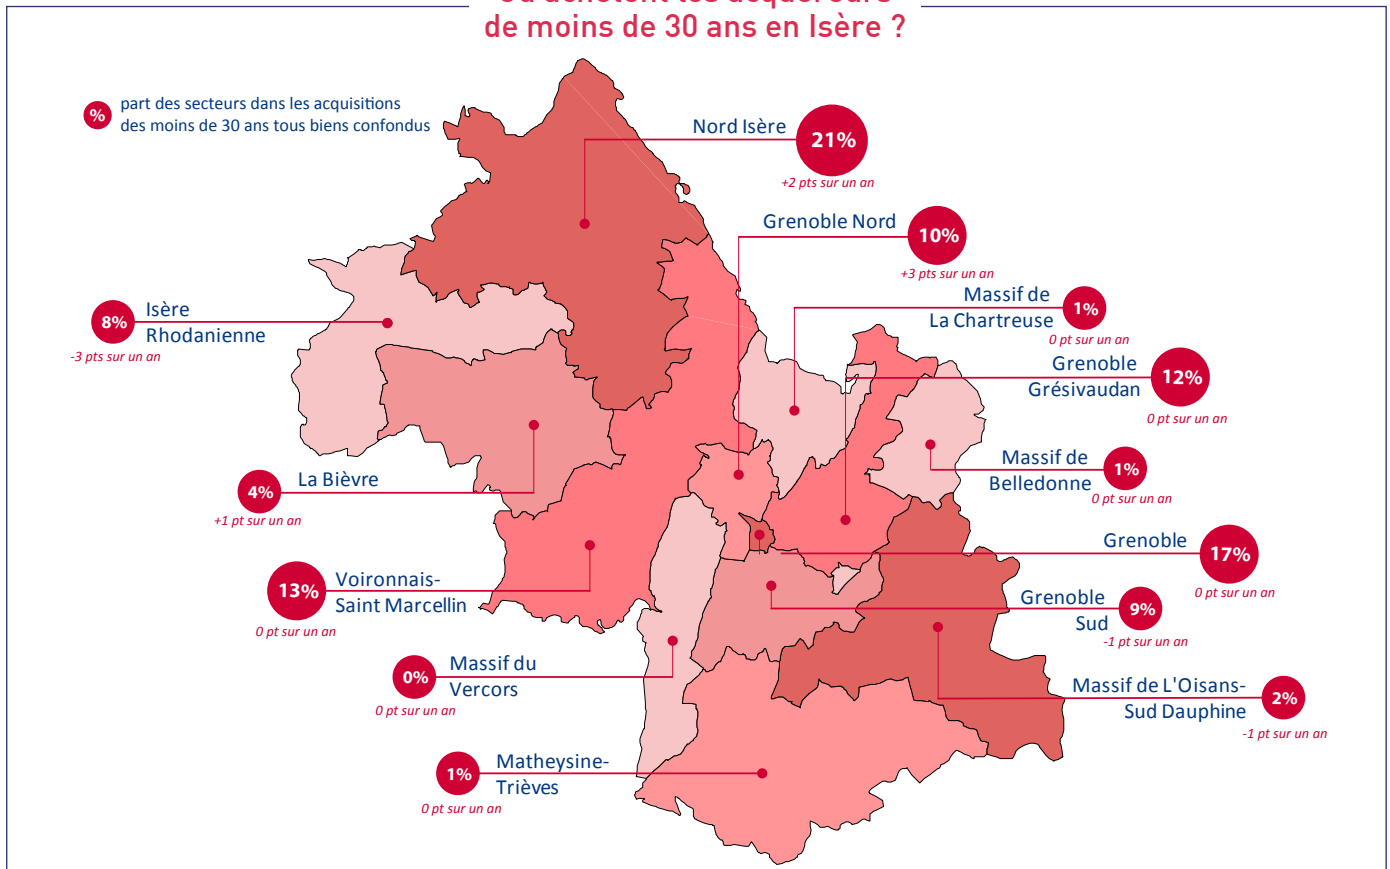 de moins de 30 ans en Isère ?
%
part des secteurs dans les acquisitions
des moins de 30 ans tous biens confondus
Nord Isère
21%
+2 pts sur un an
Grenoble Nord
10%
+3 pts sur un an
Massif de
La Chartreuse
1%
0 pt sur un an
Isère
Rhodanienne
8%
-3 pts sur un an
Grenoble
Grésivaudan
12%
0 pt sur un an
Massif de
Belledonne
1%
0 pt sur un an
La Bièvre
4%
+1 pt sur un an
Grenoble
17%
0 pt sur un an
Voironnais-
Saint Marcellin
13%
0 pt sur un an
Grenoble
Sud
9%
-1 pt sur un an
Massif du
Vercors
0%
0 pt sur un an
Massif de L'Oisans-
Sud Dauphine
2%
-1 pt sur un an
Matheysine-
Trièves
1%
0 pt sur un an